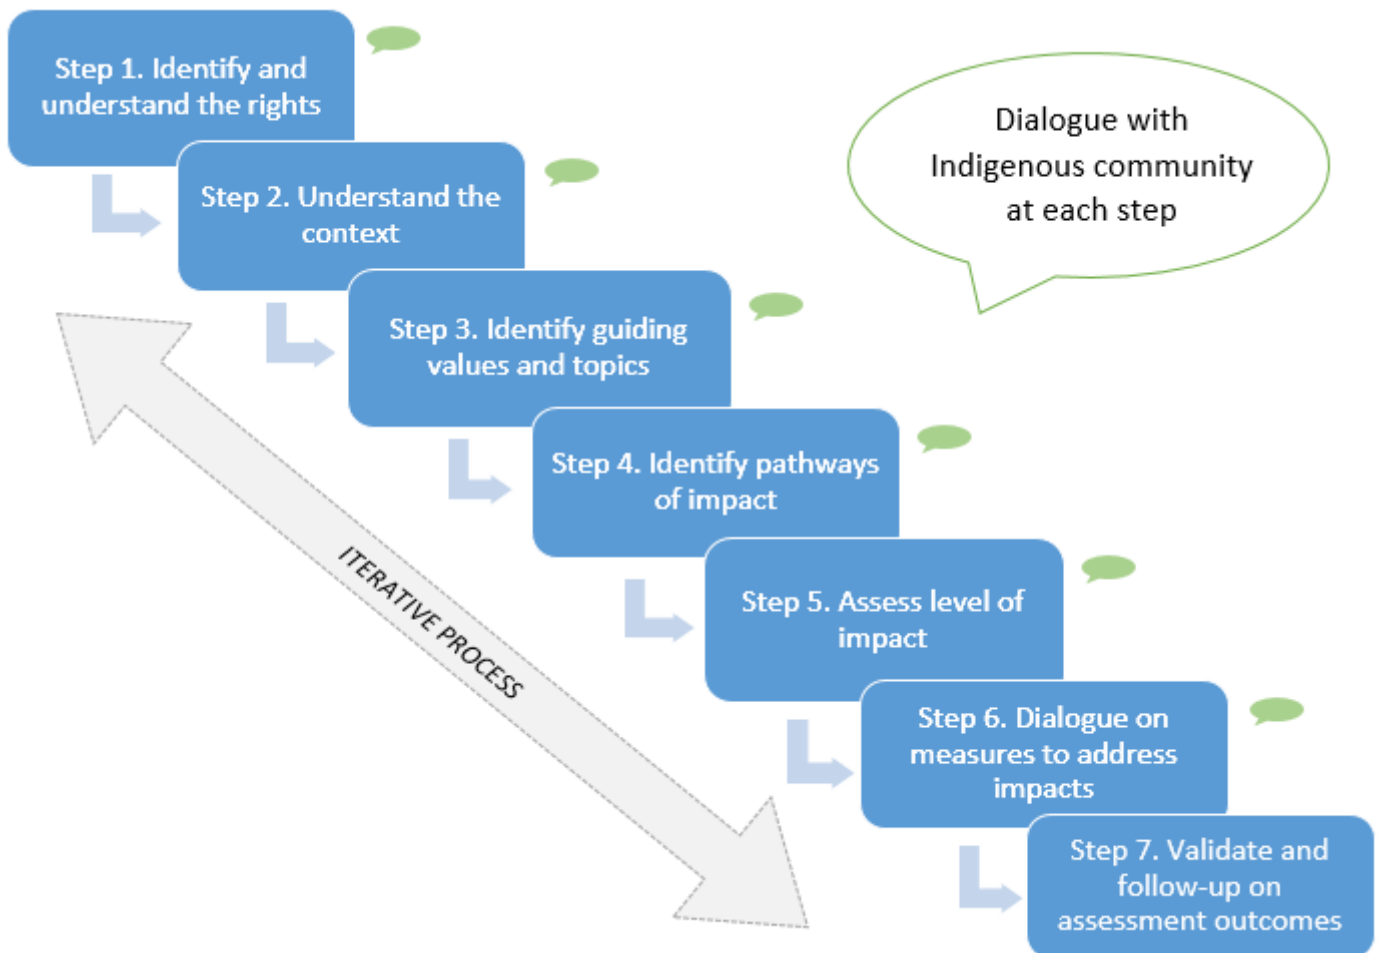 Step 1. Identify and
understand the rights
Dialogue with
Indigenous community
at each step
Step 2. Understand the
context
Step 3. Identify guiding
values and topics
Step 4. Identify pathways
of impact
ITERATIVE PROCESS
Step 5. Assess level of
impact
Step 6. Dialogue on
measures to address
impacts
Step 7. Validate and
follow-up on
assessment outcomes